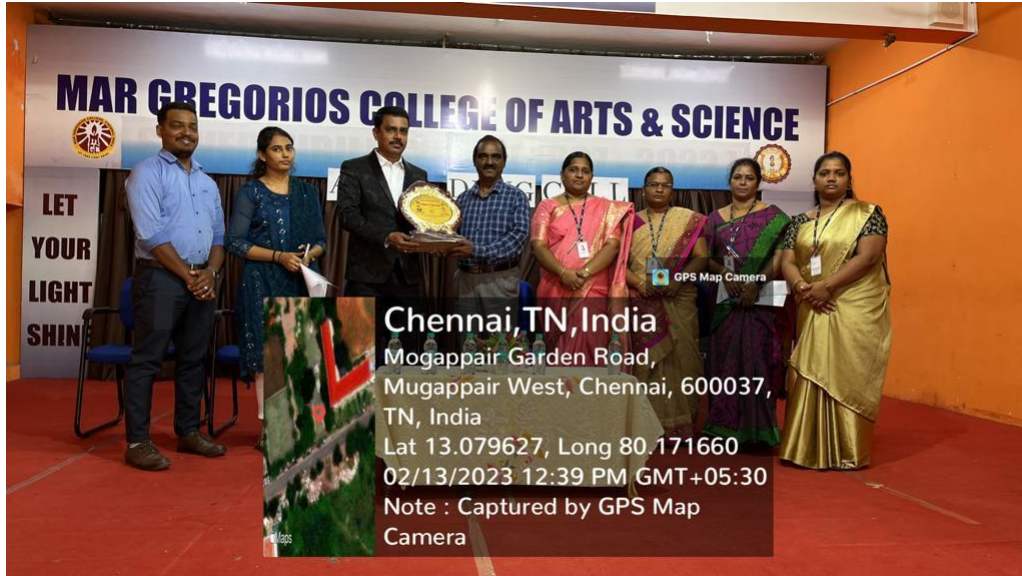 MAR GREGORIOS COLLEGE OF ARTS & SCIENCE
LET
YOUR
LIGHT
SHIN
GPS Map Camera
Chennai,TN,India
Mogappair Garden Road,
Mugappair West, Chennai, 600037,
TN, India
Lat 13.079627, Long 80.171660
02/13/2023 12:39 PM GMT+05:30
Note : Captured by GPS Map
Camera
Maps